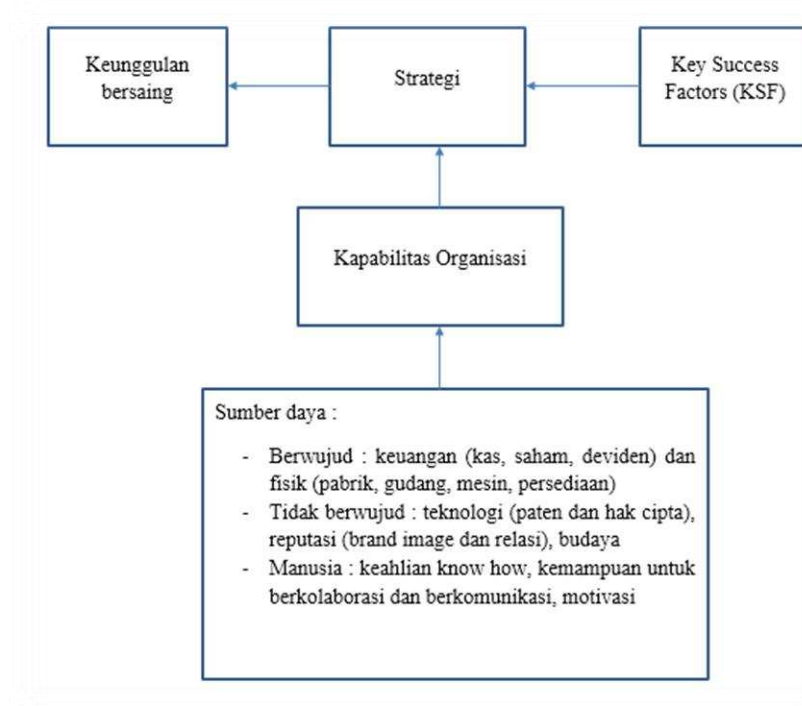 Keunggulan
bersaing
Strategi
Key Success
Factors (KSF)
Kapabilitas Organisasi
Sumber daya :
- Berwujud : keuangan (kas, saham, deviden) dan
fisik (pabrik, gudang, mesin, persediaan)
- Tidak berwujud : teknologi (paten dan hak cipta),
reputasi (brand image dan relasi), budaya
- Manusia : keahlian know how, kemampuan untuk
berkolaborasi dan berkomunikasi, motivasi